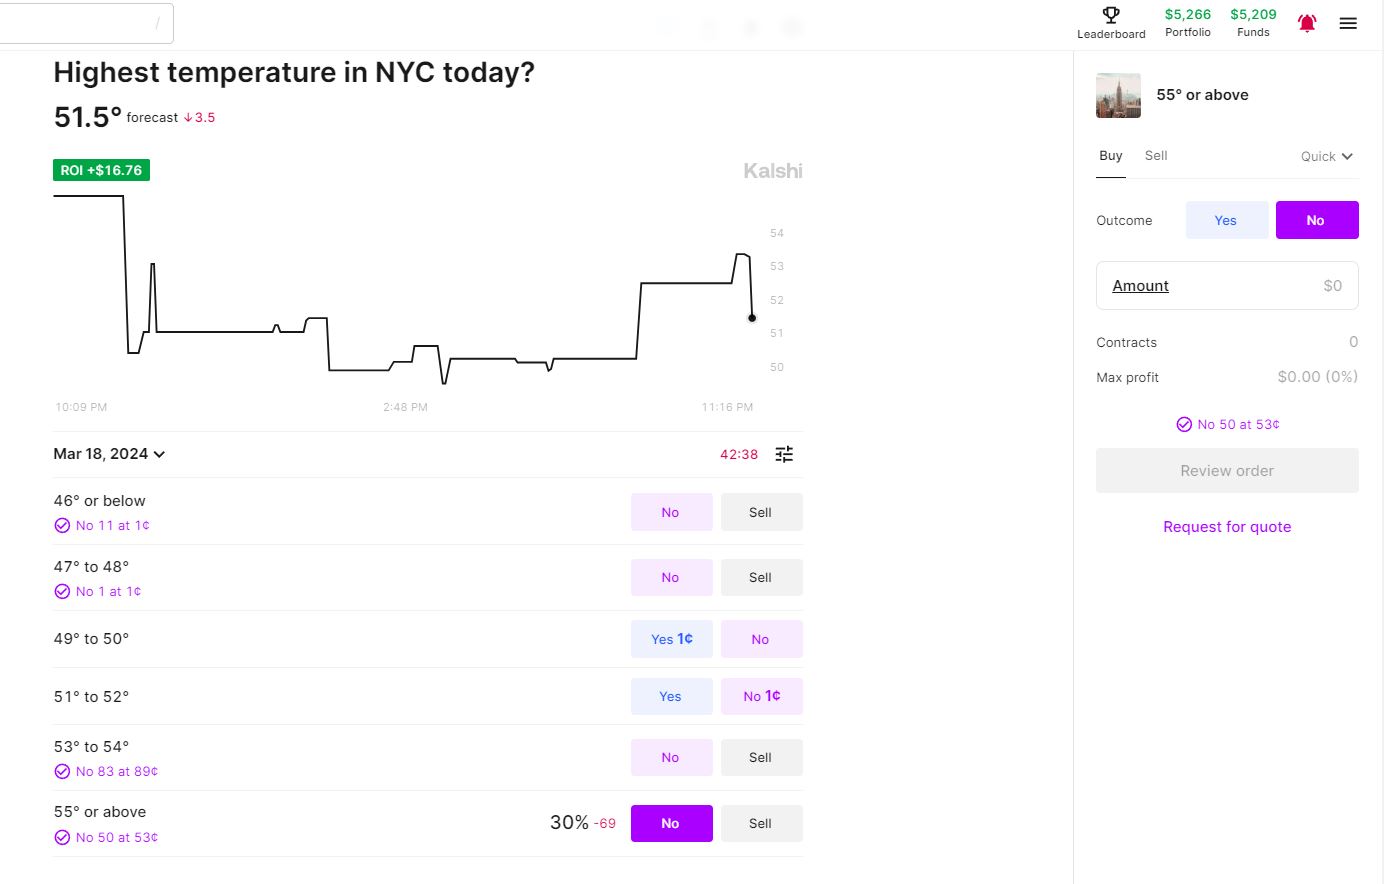 /
Leaderboard
$5,266
Portfolio
$5,209
Funds
Highest temperature in NYC today?
51.5° forecast ↓3.5
ROI +$16.76
Kalshi
54
53
52
51
50
10:09 PM 2:48 PM 11:16 PM
Mar 18, 2024 42:38
46° or below
No 11 at 1¢
No Sell
47° to 48°
No 1 at 1¢
No Sell
49° to 50° Yes 1¢ No
51° to 52° Yes No 1¢
53° to 54°
No 83 at 89¢
No Sell
55° or above
No 50 at 53¢
30% -69 No Sell
55° or above
Buy Sell Quick
Outcome Yes No
Amount $0
Contracts 0
Max profit $0.00 (0%)
No 50 at 53¢
Review order
Request for quote